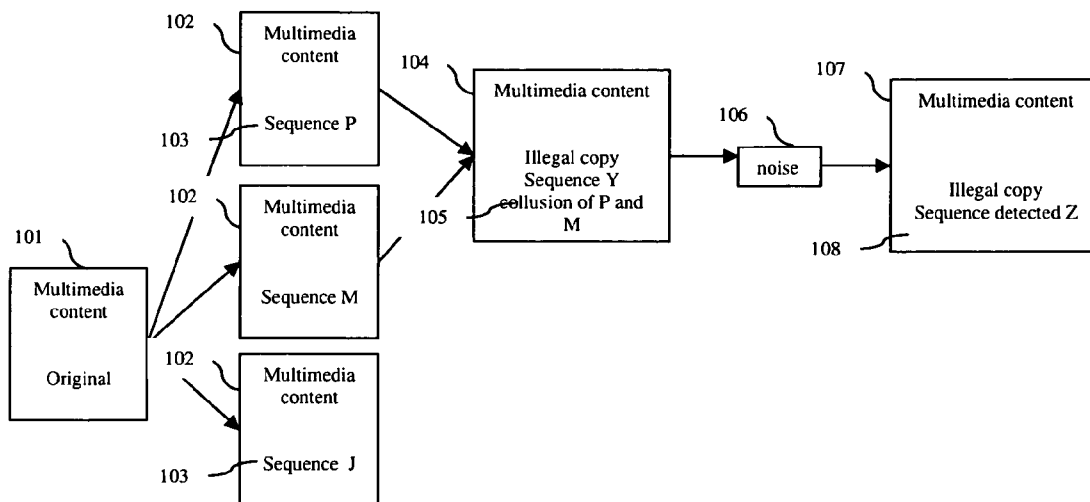 101
Multimedia
content
Original
102
Multimedia
content
103
Sequence P
102
Multimedia
content
Sequence M
102
Multimedia
content
103
Sequence J
104
Multimedia content
Illegal copy
Sequence Y
105
collusion of P and
M
106
noise
107
Multimedia content
Illegal copy
Sequence detected Z
108